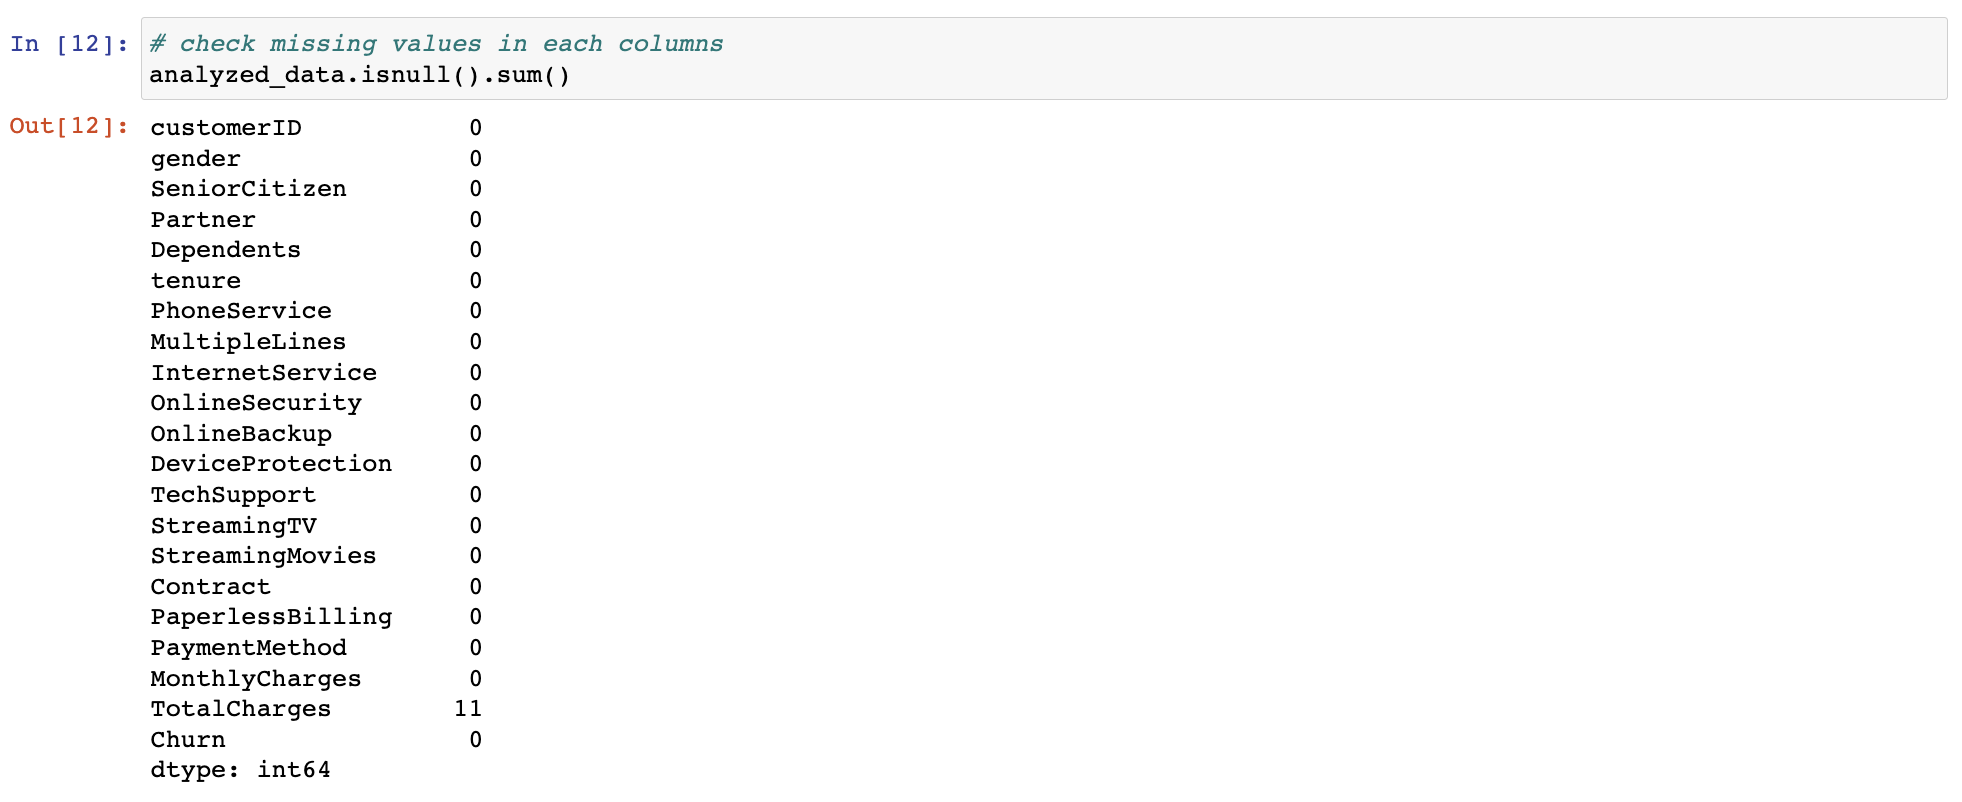 In [12]: # check missing values in each columns
analyzed_data.isnull().sum()
Out[12]: customerID 0
gender 0
SeniorCitizen 0
Partner 0
Dependents 0
tenure 0
PhoneService 0
MultipleLines 0
InternetService 0
OnlineSecurity 0
OnlineBackup 0
DeviceProtection 0
TechSupport 0
StreamingTV 0
StreamingMovies 0
Contract 0
PaperlessBilling 0
PaymentMethod 0
MonthlyCharges 0
TotalCharges 11
Churn 0
dtype: int64